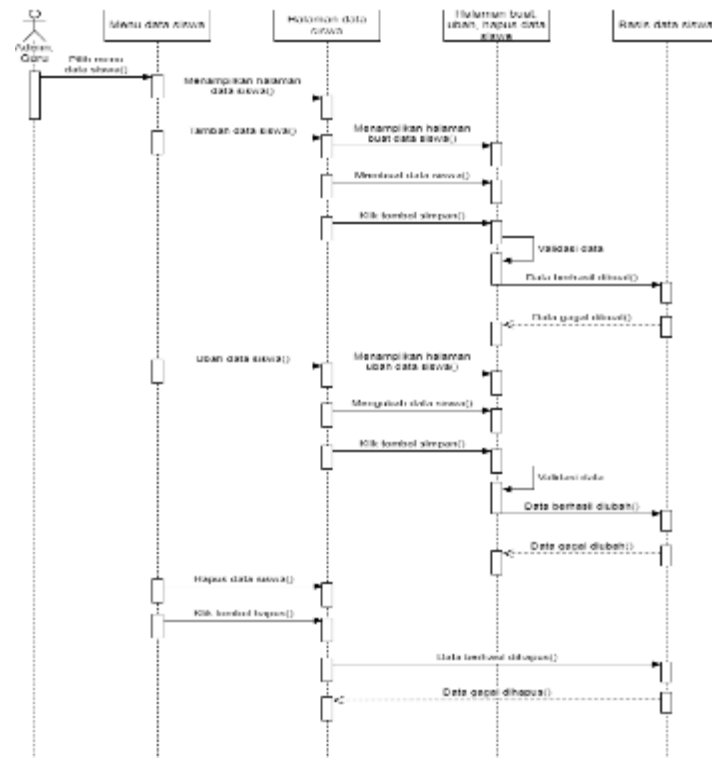 Menu data siswa
Halaman data
siswa
Halaman buat,
ubah, hapus data
siswa
Basis data siswa
Admin,
Guru
Pilih menu
data siswa()
Menampilkan halaman
data siswa()
Tambah data siswa()
Menampilkan halaman
buat data siswa()
Membuat data siswa()
Klik tombol simpan()
Validasi data
Data berhasil dibuat()
Data gagal dibuat()
Ubah data siswa()
Menampilkan halaman
ubah data siswa()
Mengubah data siswa()
Klik tombol simpan()
Validasi data
Data berhasil diubah()
Data gagal diubah()
Hapus data siswa()
Klik tombol hapus()
Data berhasil dihapus()
Data gagal dihapus()